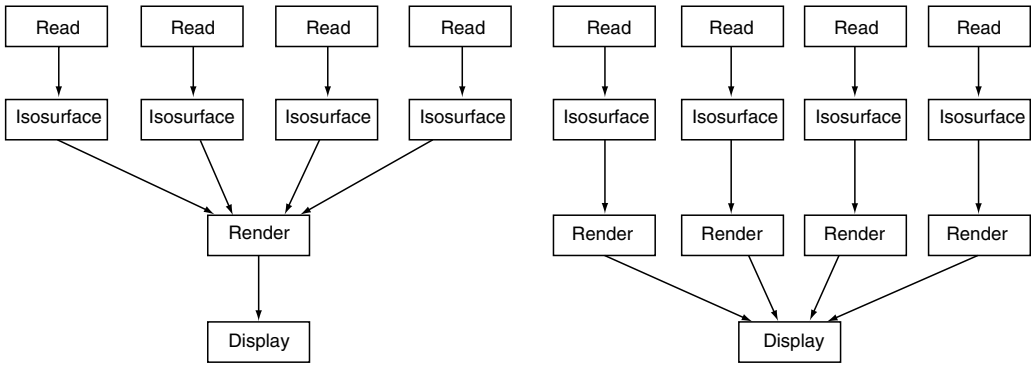 Read Read Read Read
Isosurface Isosurface Isosurface Isosurface
Render
Display
Read Read Read Read
Isosurface Isosurface Isosurface Isosurface
Render Render Render Render
Display